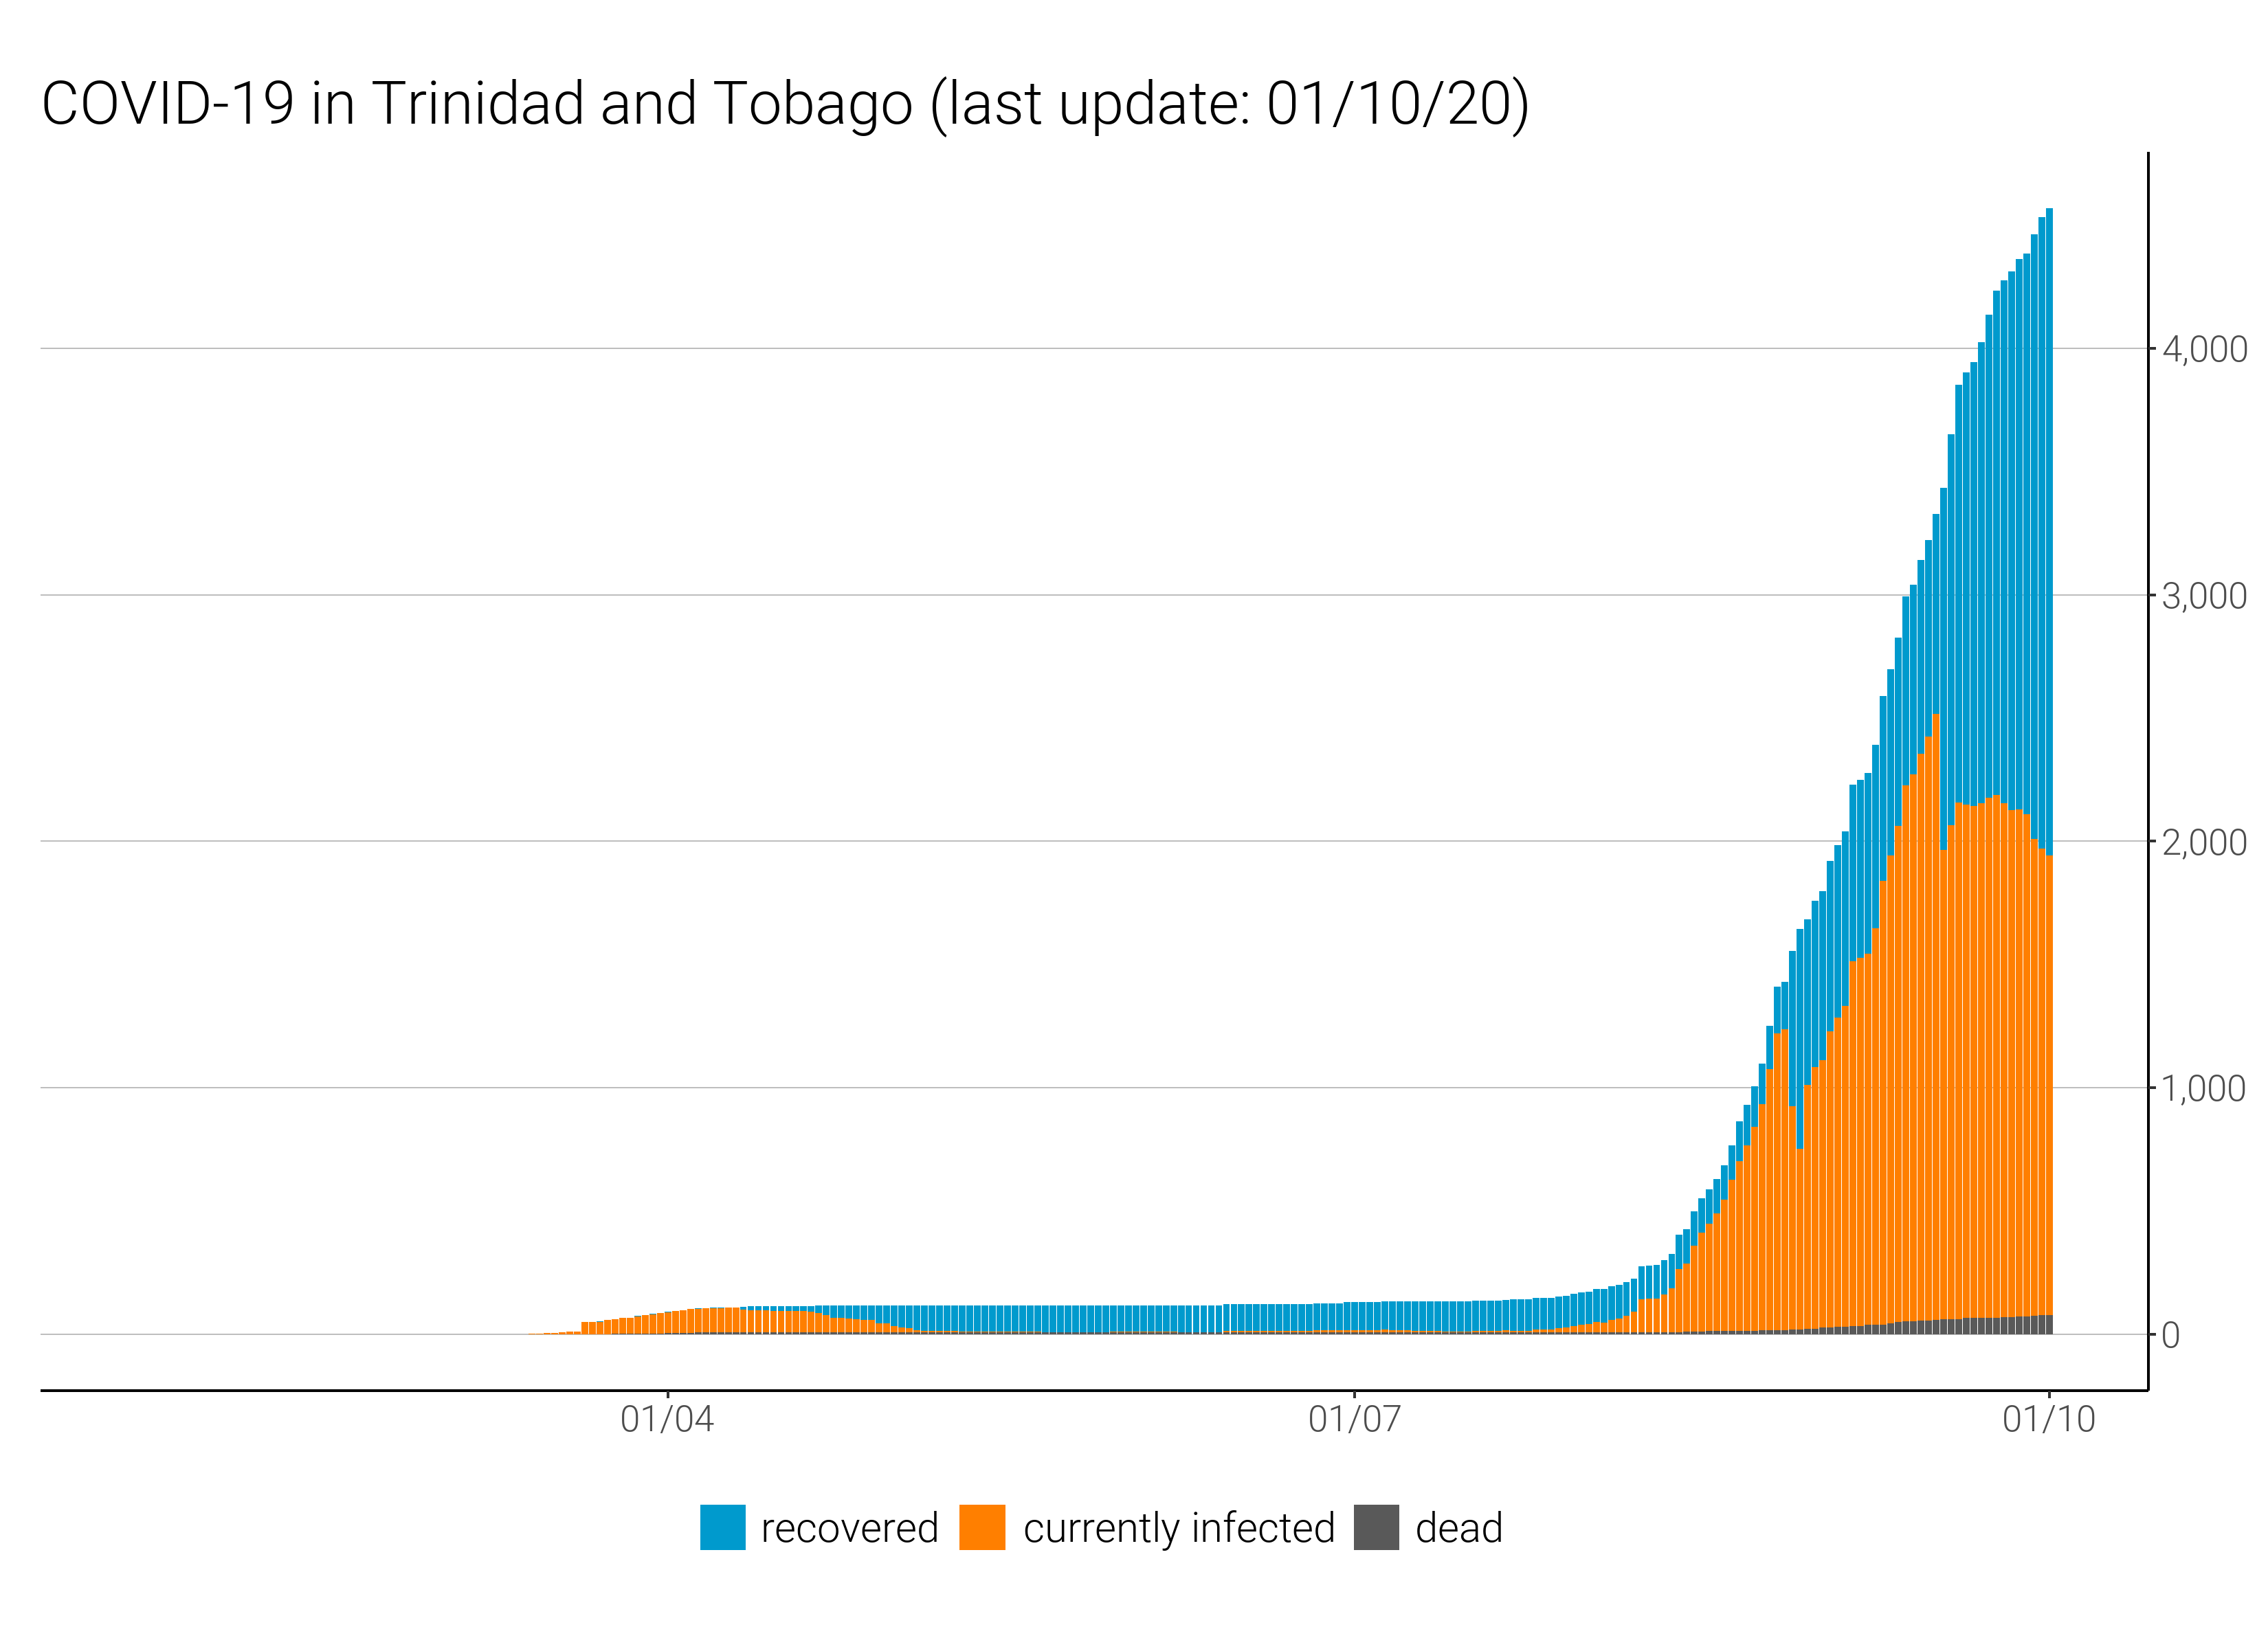 COVID-19 in Trinidad and Tobago (last update: 01/10/20)
4,000
3,000
2,000
1,000
0
01/04 01/07 01/10
recovered currently infected dead